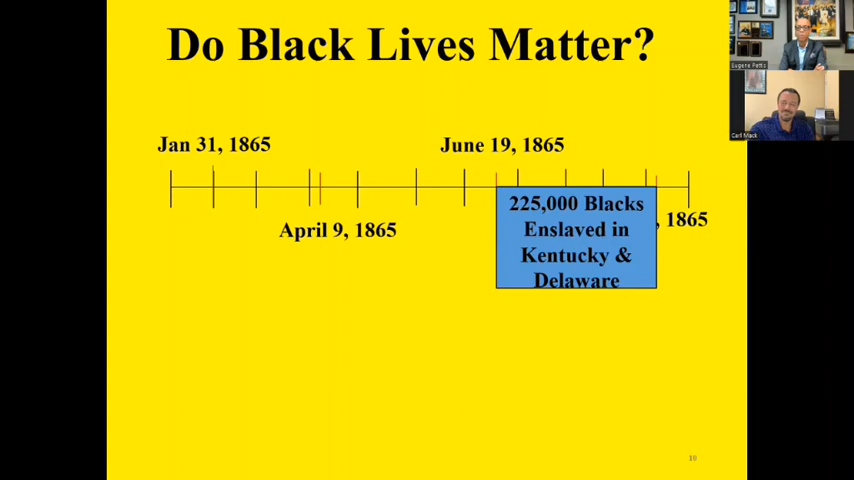 Do Black Lives Matter?
Eugene Pettis
Carl Mack
Jan 31, 1865
June 19, 1865
April 9, 1865
225,000 Blacks
Enslaved in
Kentucky &
Delaware
, 1865
10